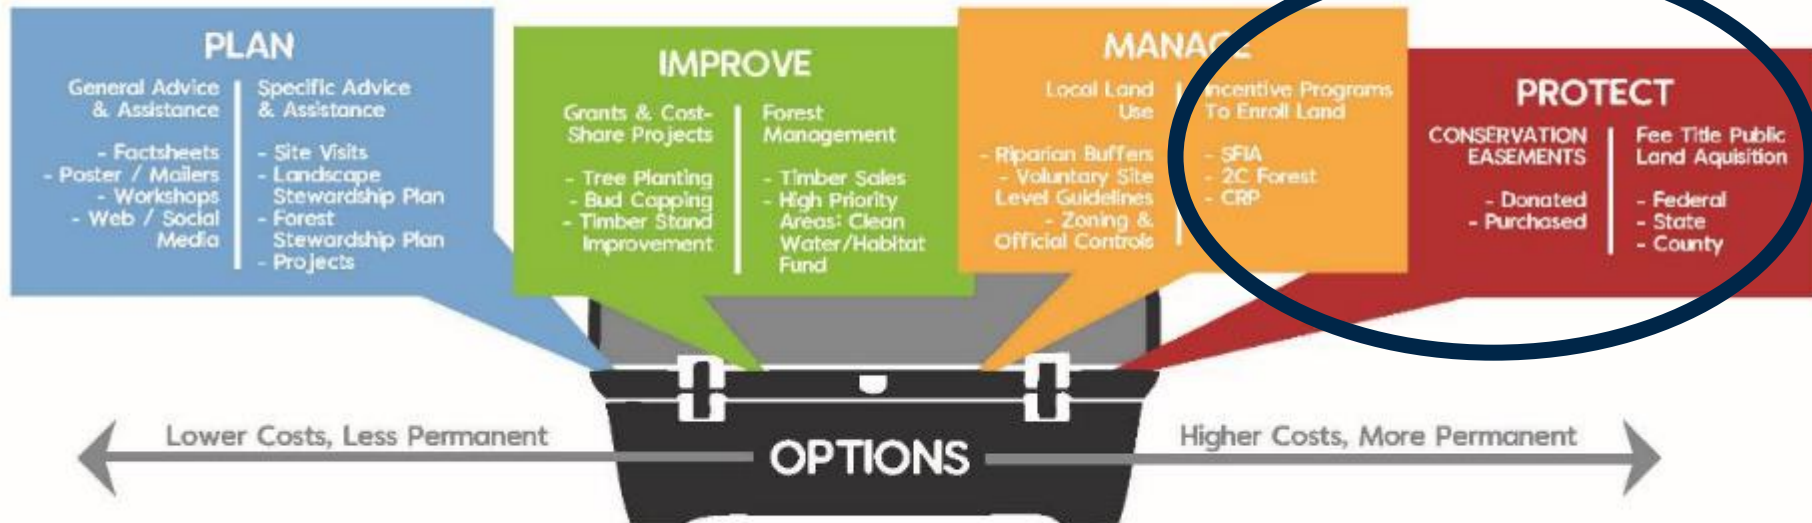 PLAN
General Advice
& Assistance
- Factsheets
- Poster / Mailers
- Workshops
- Web / Social
Media
Specific Advice
& Assistance
- Site Visits
- Landscape
Stewardship Plan
- Forest
Stewardship Plan
- Projects
IMPROVE
Grants & Cost-
Share Projects
- Tree Planting
- Bud Capping
- Timber Stand
Improvement
Forest
Management
- Timber Sales
- High Priority
Areas: Clean
Water/Habitat
Fund
MANAGE
Local Land
Use
- Riparian Buffers
- Voluntary Site
Level Guidelines
- Zoning &
Official Controls
Incentive Programs
To Enroll Land
- SFIA
- 2C Forest
- CRP
PROTECT
CONSERVATION
EASEMENTS
- Donated
- Purchased
Fee Title Public
Land Aquisition
- Federal
- State
- County
Lower Costs, Less Permanent
OPTIONS
Higher Costs, More Permanent